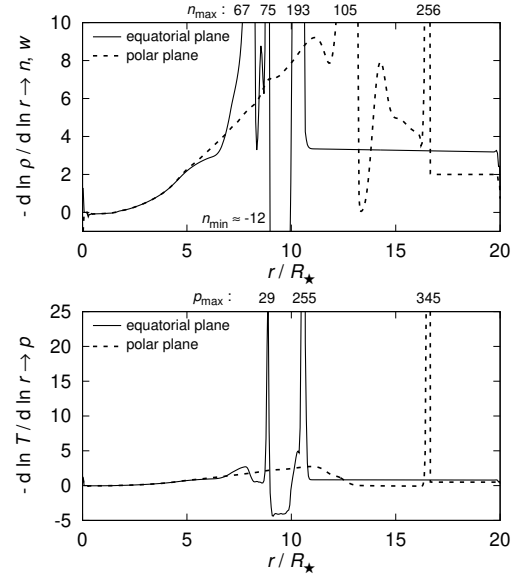 n_max : 67 75 193 105 256
10
8
6
4
2
0
- d ln ρ / d ln r → n, w
equatorial plane
polar plane
n_min ≈ -12
0 5 10 15 20
r / R★
p_max : 29 255 345
25
20
15
10
5
0
-5
- d ln T / d ln r → p
equatorial plane
polar plane
0 5 10 15 20
r / R★